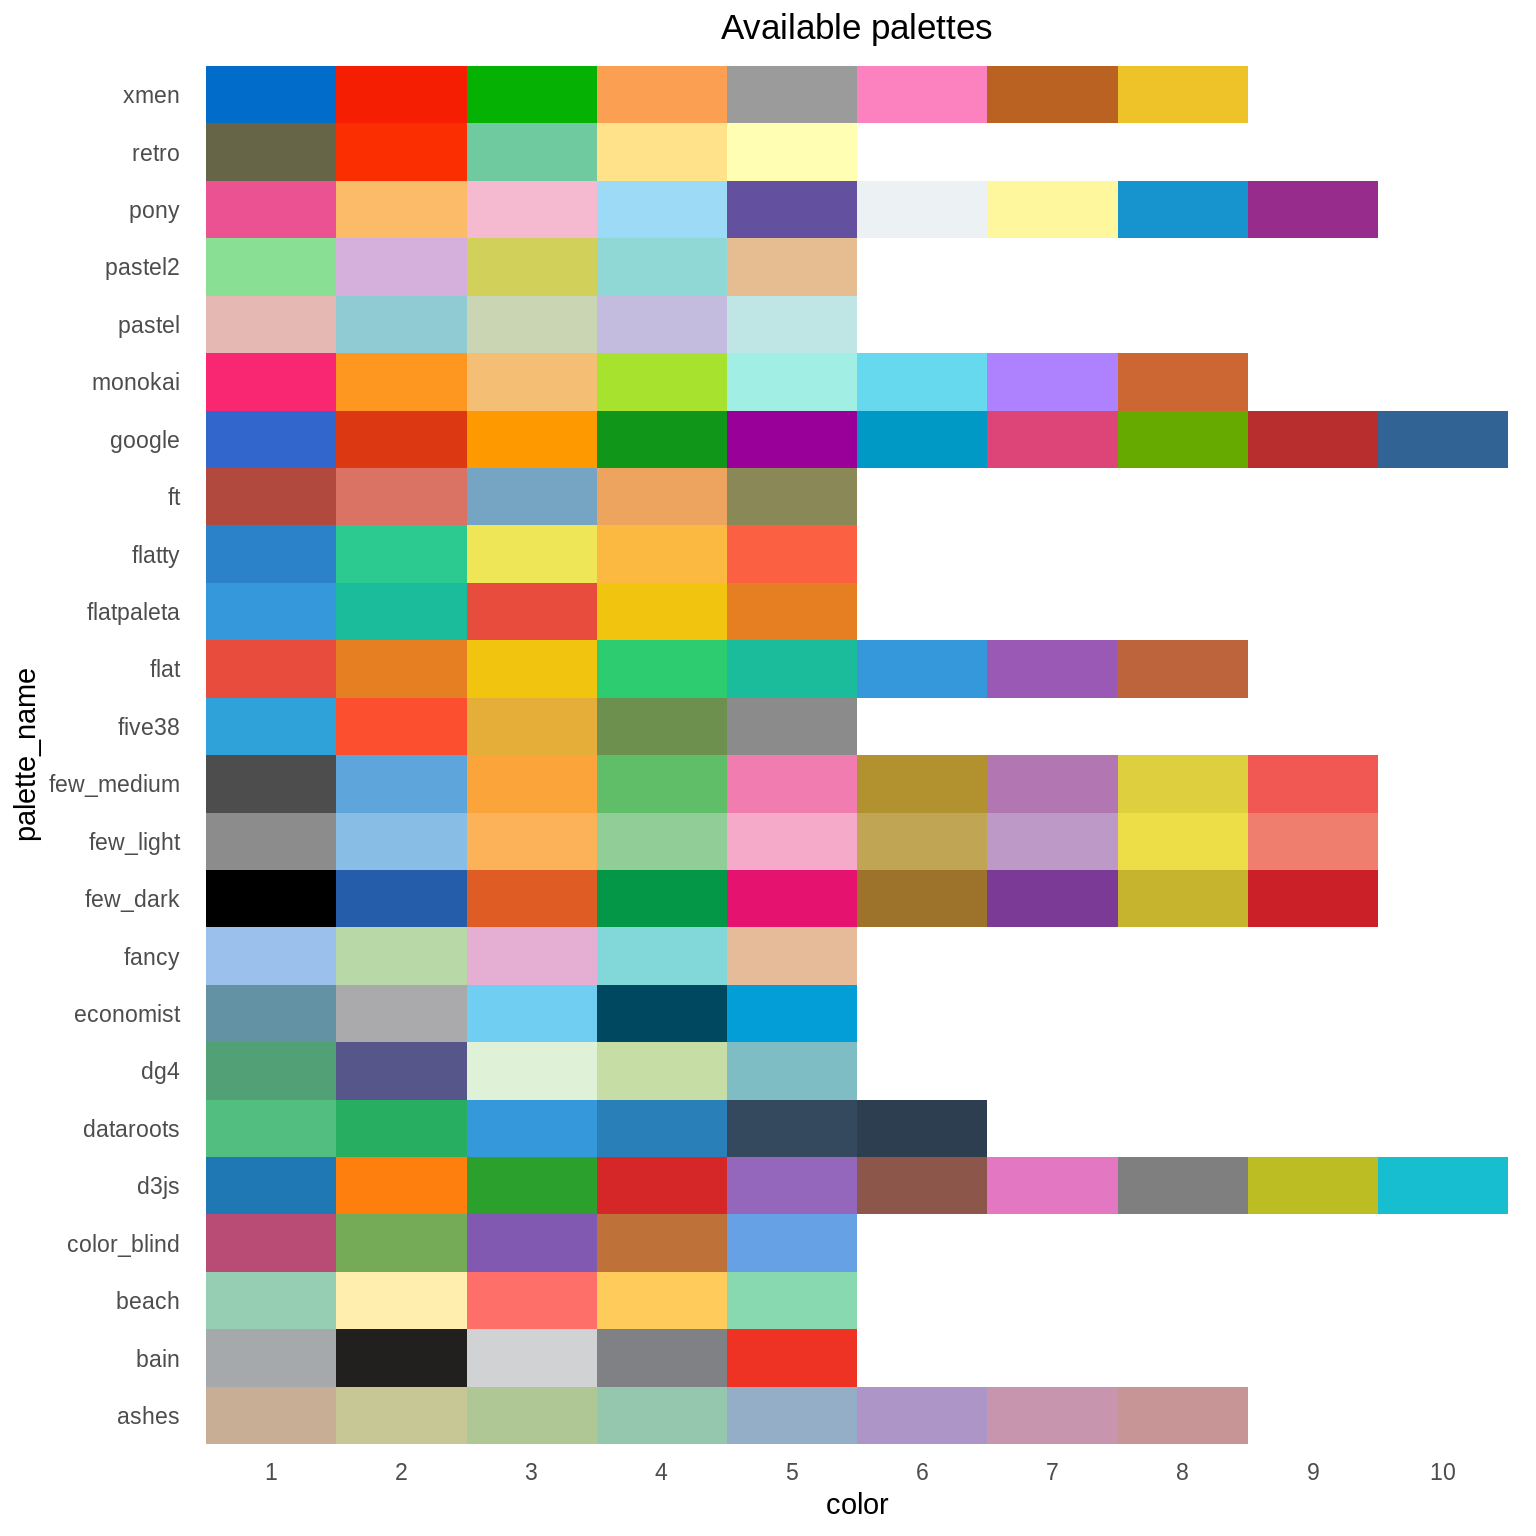 Available palettes
xmen
retro
pony
pastel2
pastel
monokai
google
ft
flatty
flatpaleta
flat
five38
few_medium
few_light
few_dark
fancy
economist
dg4
dataroots
d3js
color_blind
beach
bain
ashes
palette_name
1 2 3 4 5 6 7 8 9 10
color